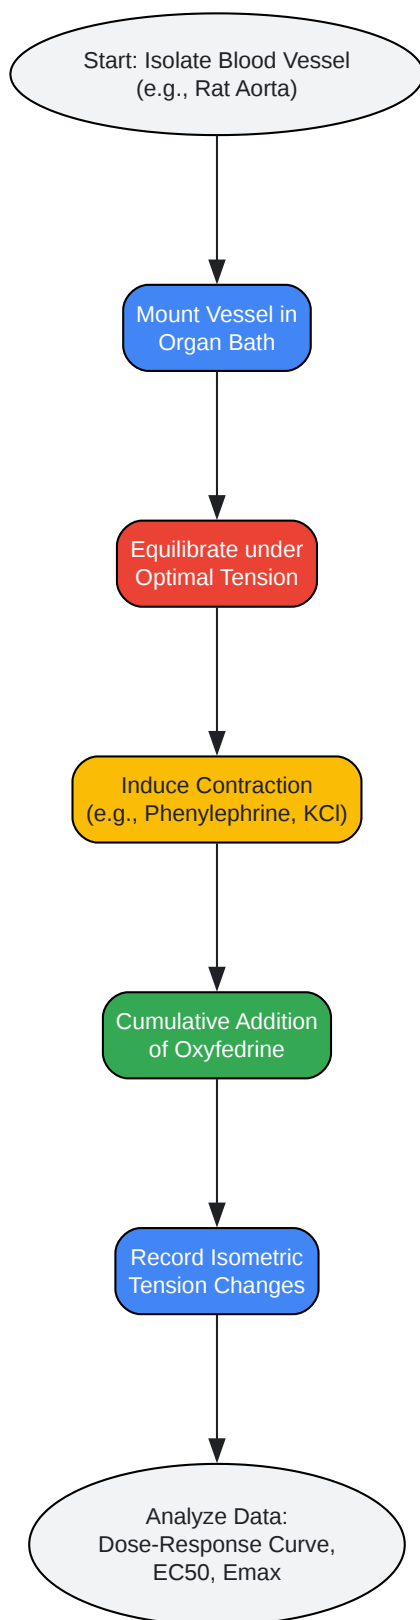 Start: Isolate Blood Vessel
(e.g., Rat Aorta)
Mount Vessel in
Organ Bath
Equilibrate under
Optimal Tension
Induce Contraction
(e.g., Phenylephrine, KCl)
Cumulative Addition
of Oxyfedrine
Record Isometric
Tension Changes
Analyze Data:
Dose-Response Curve,
EC50, Emax